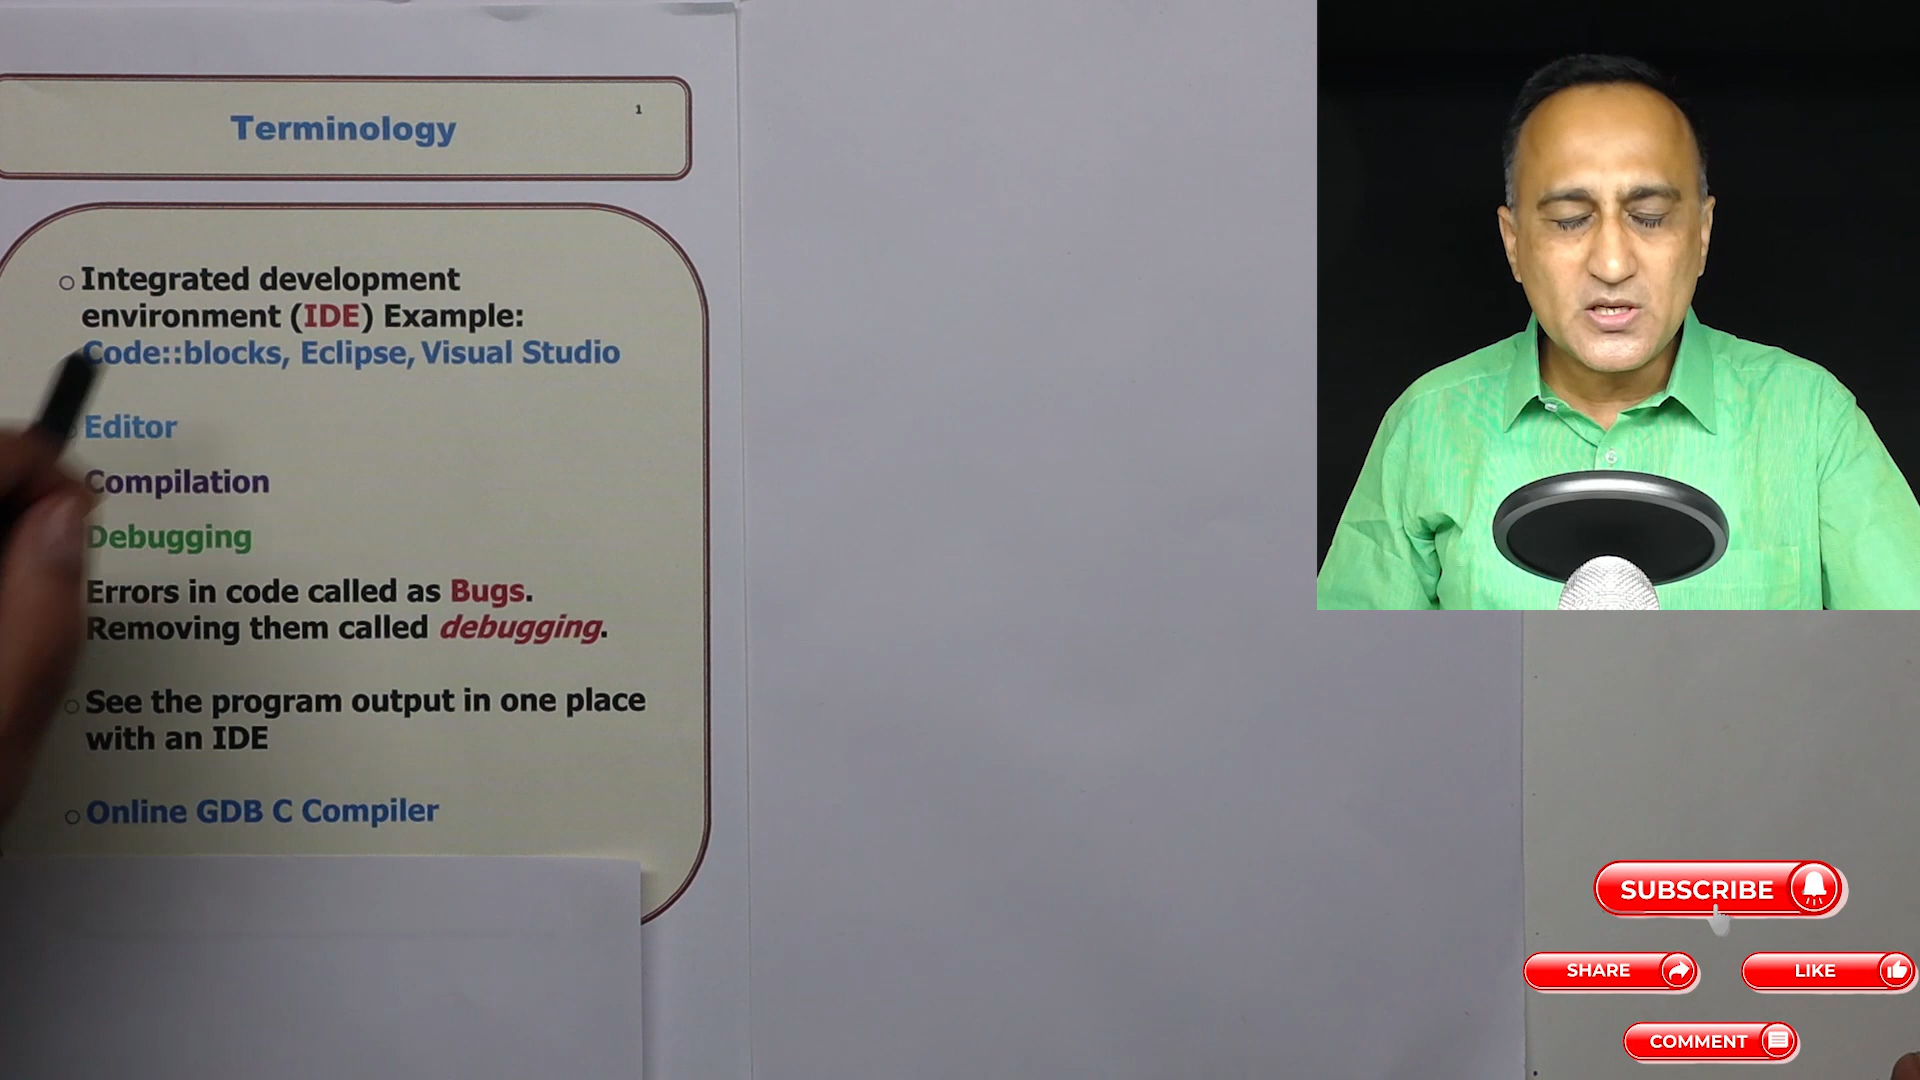 Terminology
1
Integrated development
environment (IDE) Example:
Code::blocks, Eclipse, Visual Studio
Editor
Compilation
Debugging
Errors in code called as Bugs.
Removing them called debugging.
See the program output in one place
with an IDE
Online GDB C Compiler
SUBSCRIBE
SHARE
LIKE
COMMENT